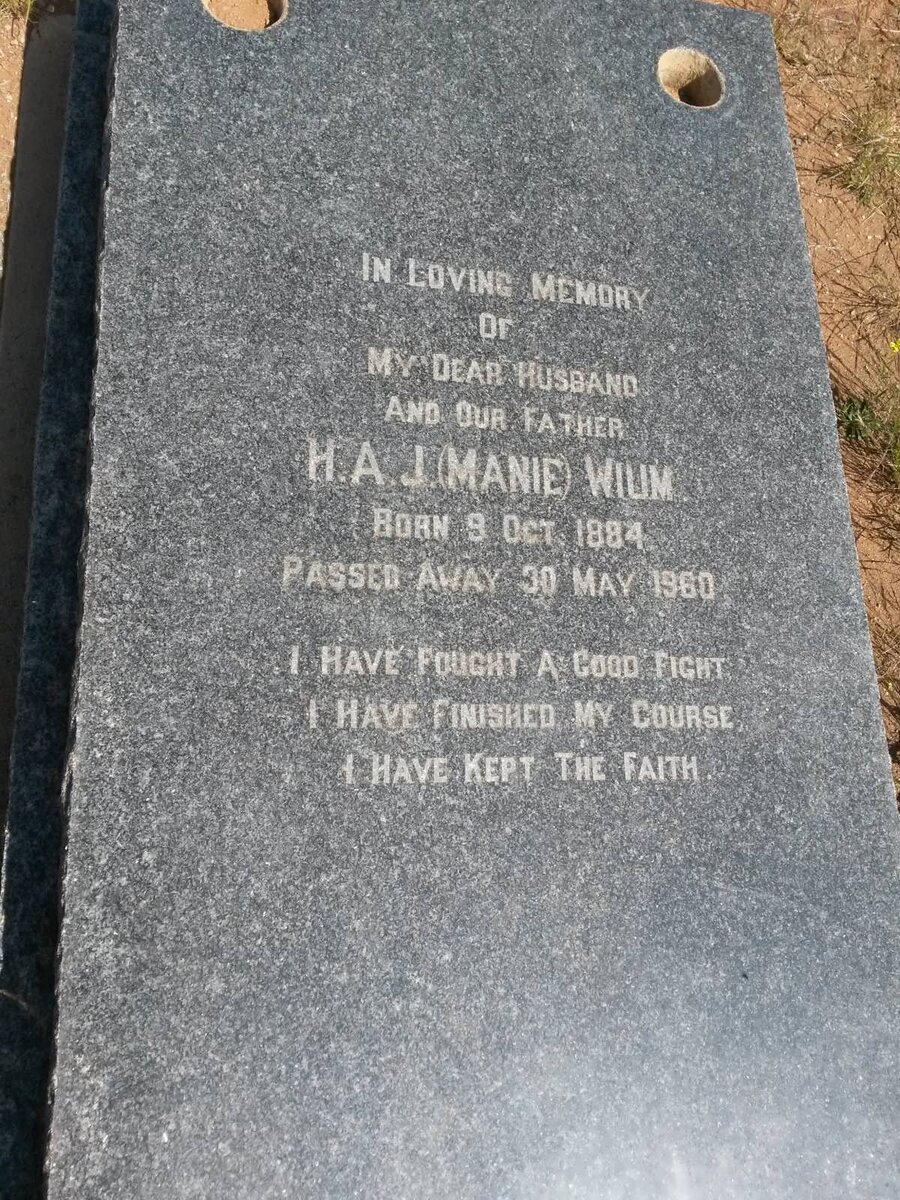 In Loving Memory
Of
My Dear Husband
And Our Father
H.A.J. (Manie) Wium.
Born 9 Oct. 1884.
Passed Away 30 May 1960.
I Have Fought A Good Fight.
I Have Finished My Course.
I Have Kept The Faith.